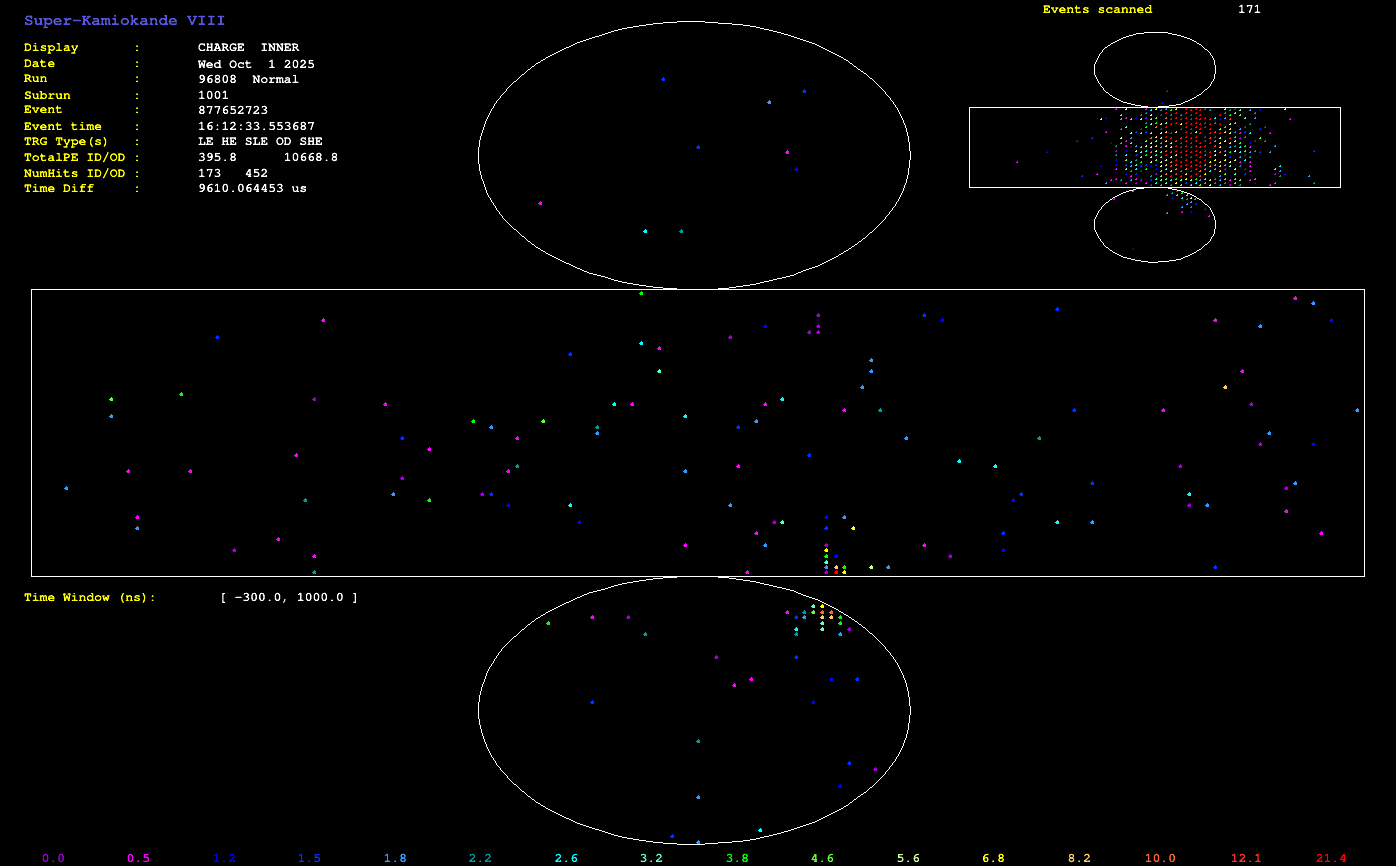 Super-Kamiokande VIII
Display : CHARGE INNER
Date : Wed Oct 1 2025
Run : 96808 Normal
Subrun : 1001
Event : 877652723
Event time : 16:12:33.553687
TRG Type(s) : LE HE SLE OD SHE
TotalPE ID/OD : 395.8 10668.8
NumHits ID/OD : 173 452
Time Diff : 9610.064453 us
Events scanned 171
Time Window (ns): [ -300.0, 1000.0 ]
0.0 0.5 1.2 1.5 1.8 2.2 2.6 3.2 3.8 4.6 5.6 6.8 8.2 10.0 12.1 21.4